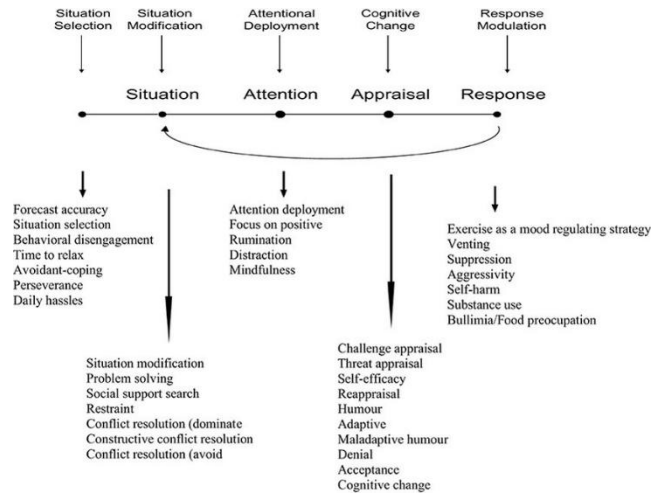 Situation
Selection
Situation
Modification
Attentional
Deployment
Cognitive
Change
Response
Modulation
Situation
Attention
Appraisal
Response
Forecast accuracy
Situation selection
Behavioral disengagement
Time to relax
Avoidant-coping
Perseverance
Daily hassles
Attention deployment
Focus on positive
Rumination
Distraction
Mindfulness
Exercise as a mood regulating strategy
Venting
Suppression
Aggressivity
Self-harm
Substance use
Bullimia/Food preocupation
Situation modification
Problem solving
Social support search
Restraint
Conflict resolution (dominate
Constructive conflict resolution
Conflict resolution (avoid
Challenge appraisal
Threat appraisal
Self-efficacy
Reappraisal
Humour
Adaptive
Maladaptive humour
Denial
Acceptance
Cognitive change